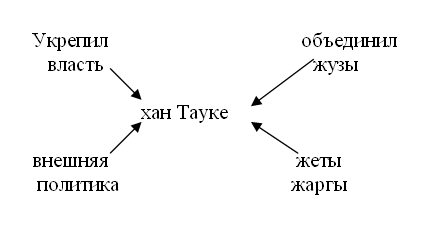 Укрепил
власть
объединил
жузы
хан Тауке
внешняя
политика
жеты
жаргы